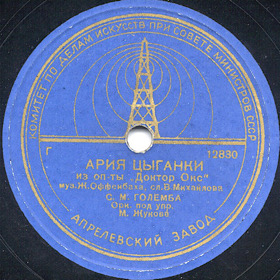 КОМИТЕТ ПО ДЕЛАМ ИСКУССТВ ПРИ СОВЕТЕ МИНИСТРОВ СССР
Г 12830
АРИЯ ЦЫГАНКИ
из оп-ты „Доктор Окс"
муз. Ж. Оффенбаха, сл. В. Михайлова
С. М. ГОЛЕМБА
Орк. под упр.
М. Жукова
АПРЕЛЕВСКИЙ ЗАВОД